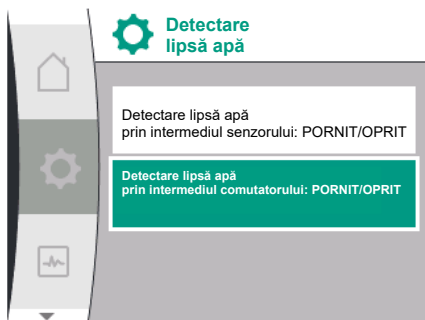 Detectare
lipsă apă
Detectare lipsă apă
prin intermediul senzorului: PORNIT/OPRIT
Detectare lipsă apă
prin intermediul comutatorului: PORNIT/OPRIT